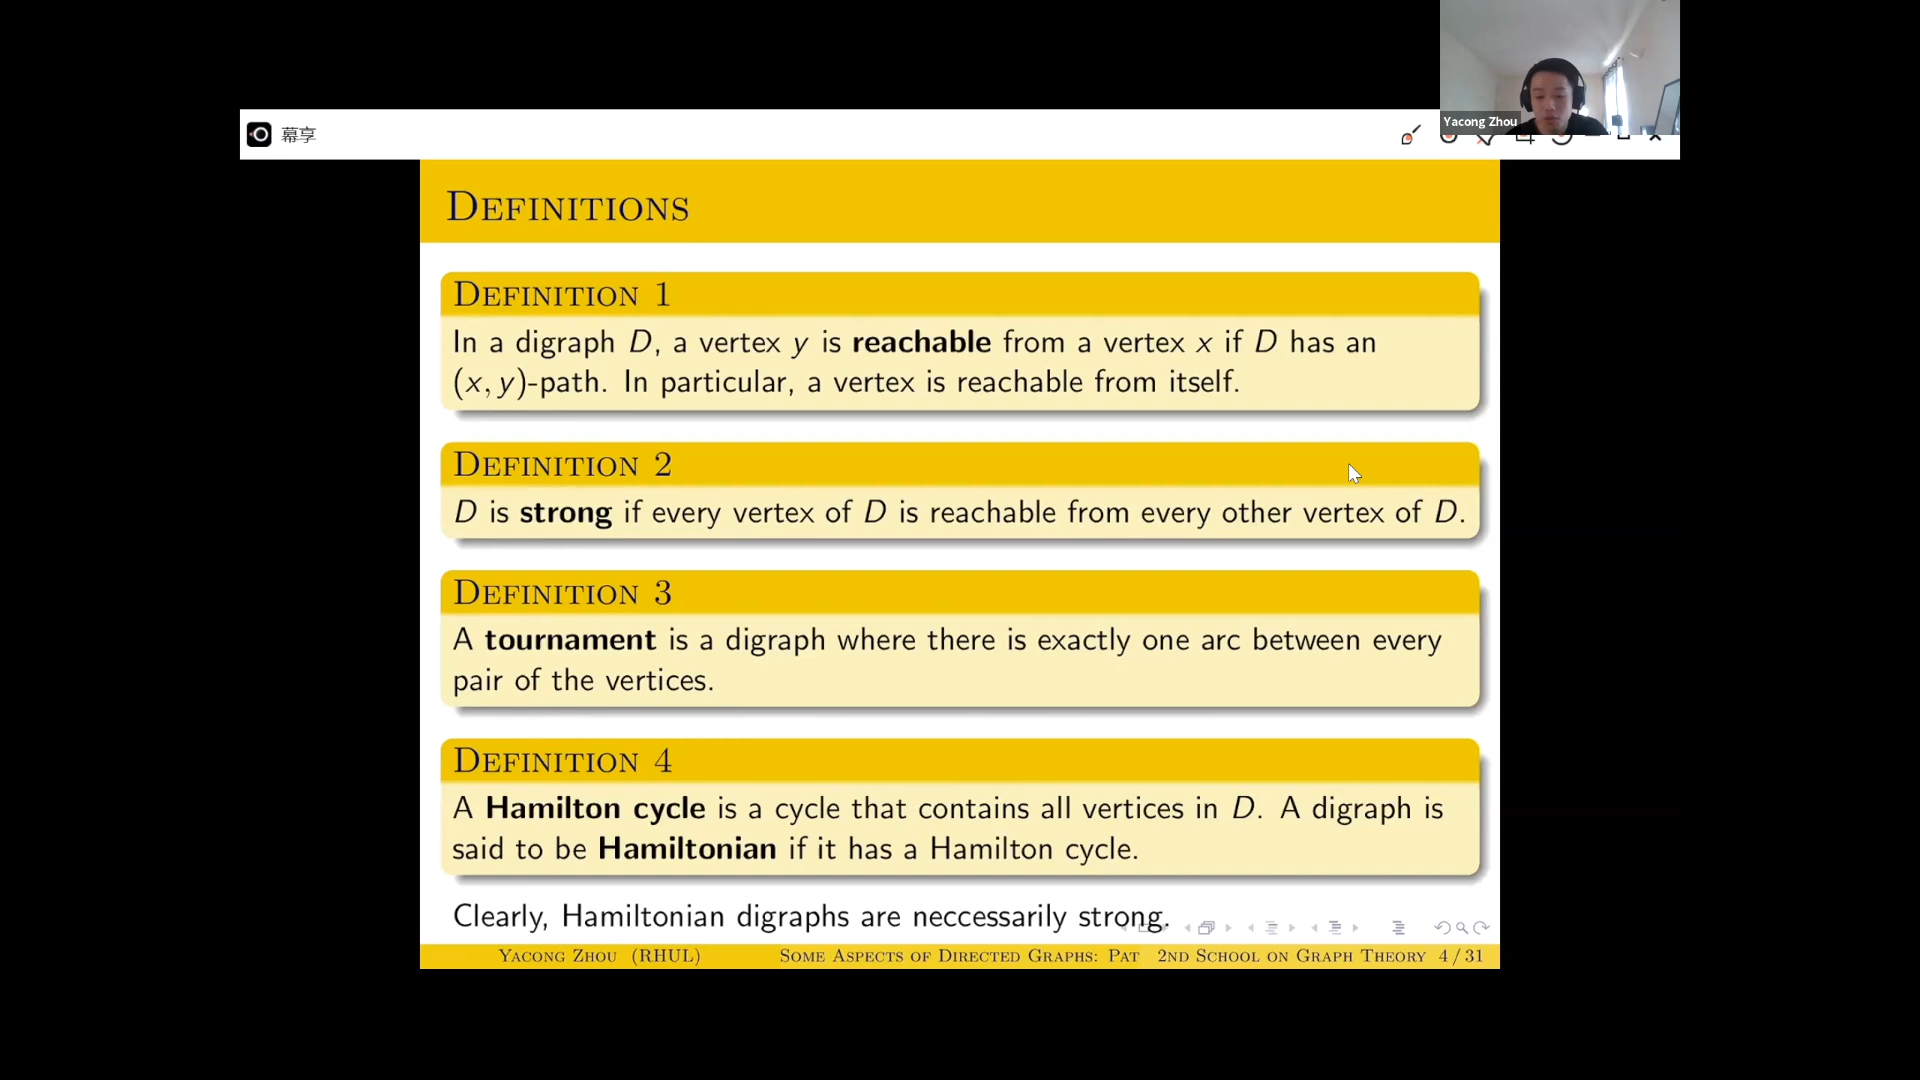 Yacong Zhou
幕享
DEFINITIONS
DEFINITION 1
In a digraph D, a vertex y is reachable from a vertex x if D has an
(x, y)-path. In particular, a vertex is reachable from itself.
DEFINITION 2
D is strong if every vertex of D is reachable from every other vertex of D.
DEFINITION 3
A tournament is a digraph where there is exactly one arc between every
pair of the vertices.
DEFINITION 4
A Hamilton cycle is a cycle that contains all vertices in D. A digraph is
said to be Hamiltonian if it has a Hamilton cycle.
Clearly, Hamiltonian digraphs are neccessarily strong.
YACONG ZHOU (RHUL) SOME ASPECTS OF DIRECTED GRAPHS: PAT 2ND SCHOOL ON GRAPH THEORY 4 / 31